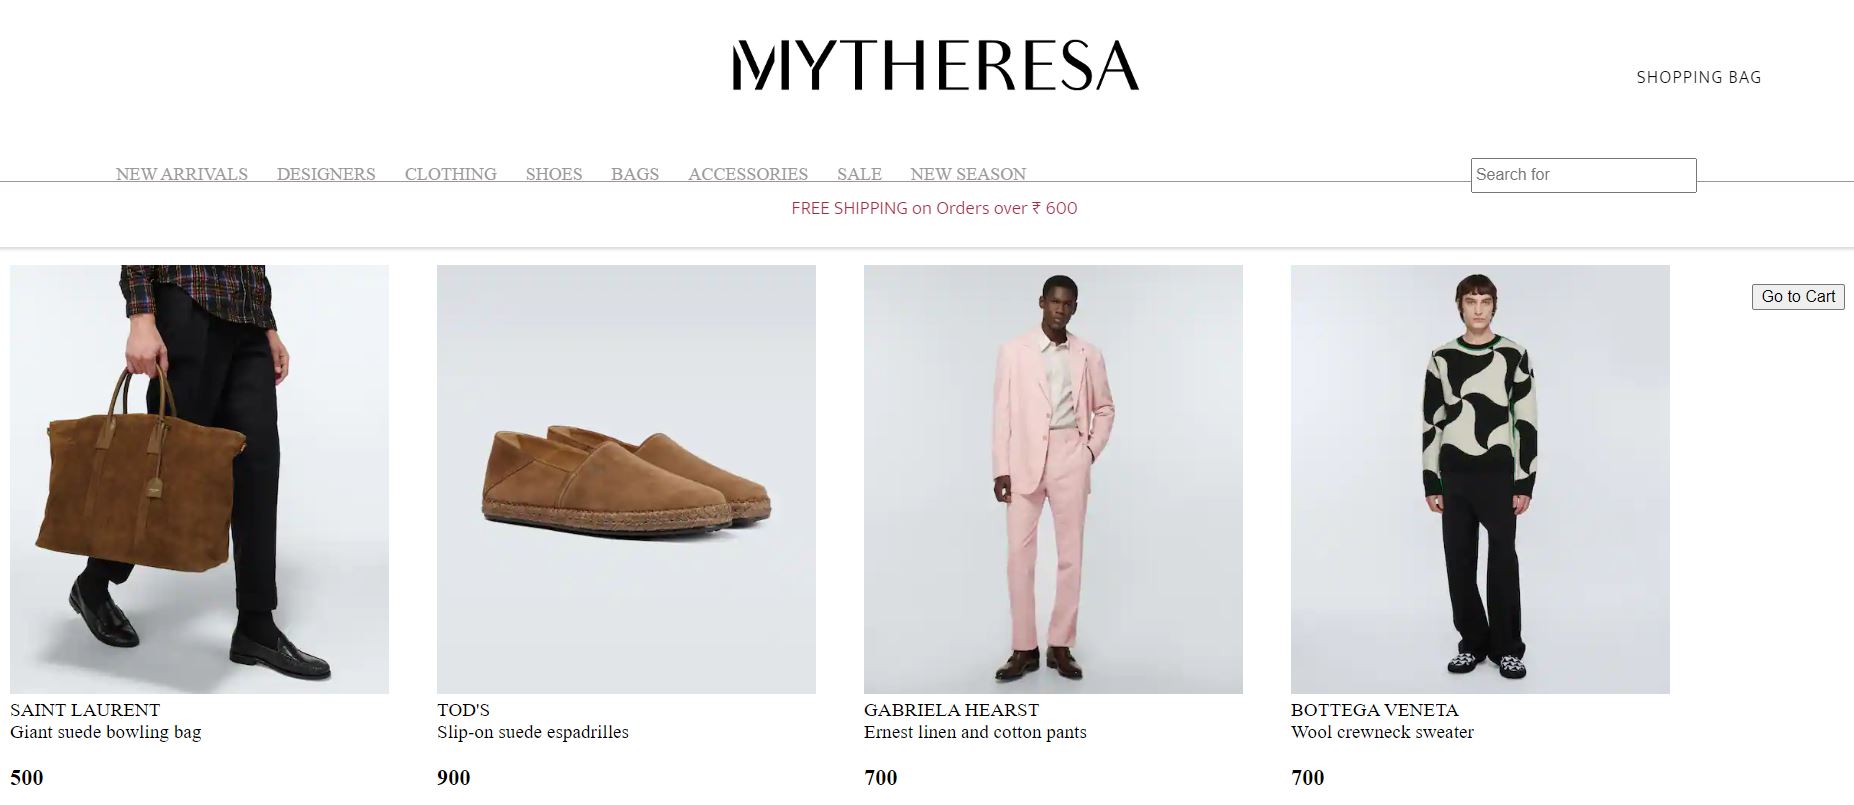 MYTHERESA
SHOPPING BAG
NEW ARRIVALS DESIGNERS CLOTHING SHOES BAGS ACCESSORIES SALE NEW SEASON
Search for
FREE SHIPPING on Orders over ₹ 600
Go to Cart
SAINT LAURENT
Giant suede bowling bag
500
TOD'S
Slip-on suede espadrilles
900
GABRIELA HEARST
Ernest linen and cotton pants
700
BOTTEGA VENETA
Wool crewneck sweater
700